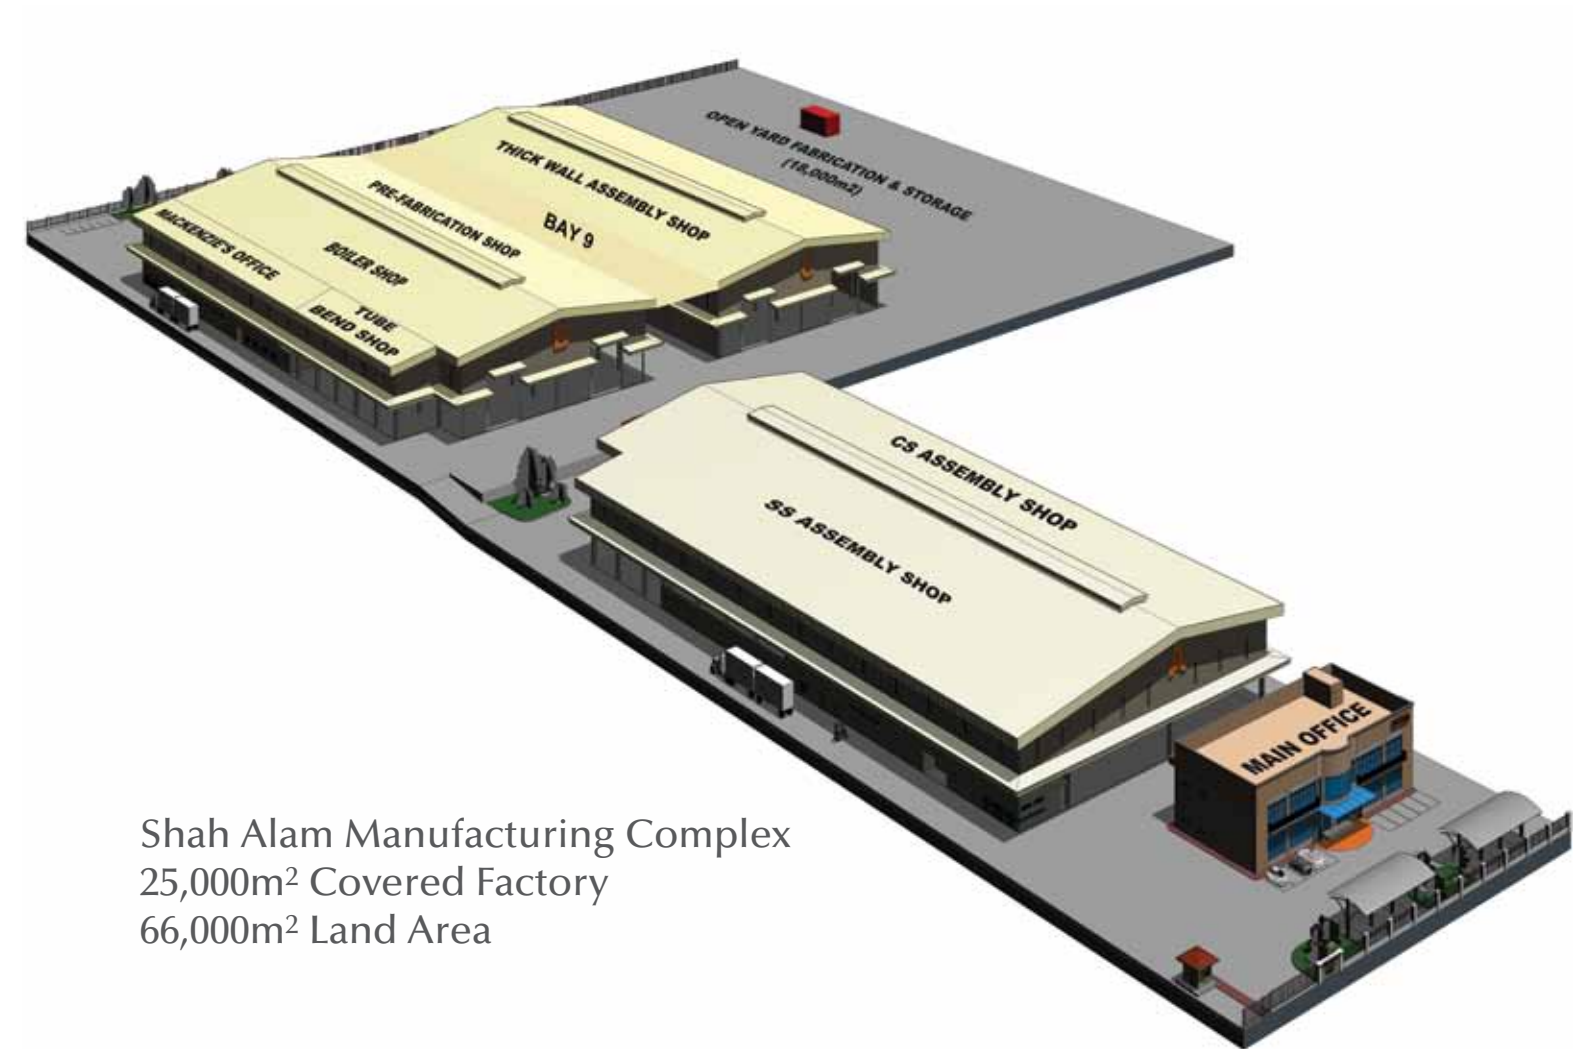 OPEN YARD FABRICATION & STORAGE
(18,000m2)
THICK WALL ASSEMBLY SHOP
BAY 9
PRE-FABRICATION SHOP
BOILER SHOP
MACKENZIE'S OFFICE
TUBE
BEND SHOP
CS ASSEMBLY SHOP
SS ASSEMBLY SHOP
MAIN OFFICE
Shah Alam Manufacturing Complex
25,000m² Covered Factory
66,000m² Land Area